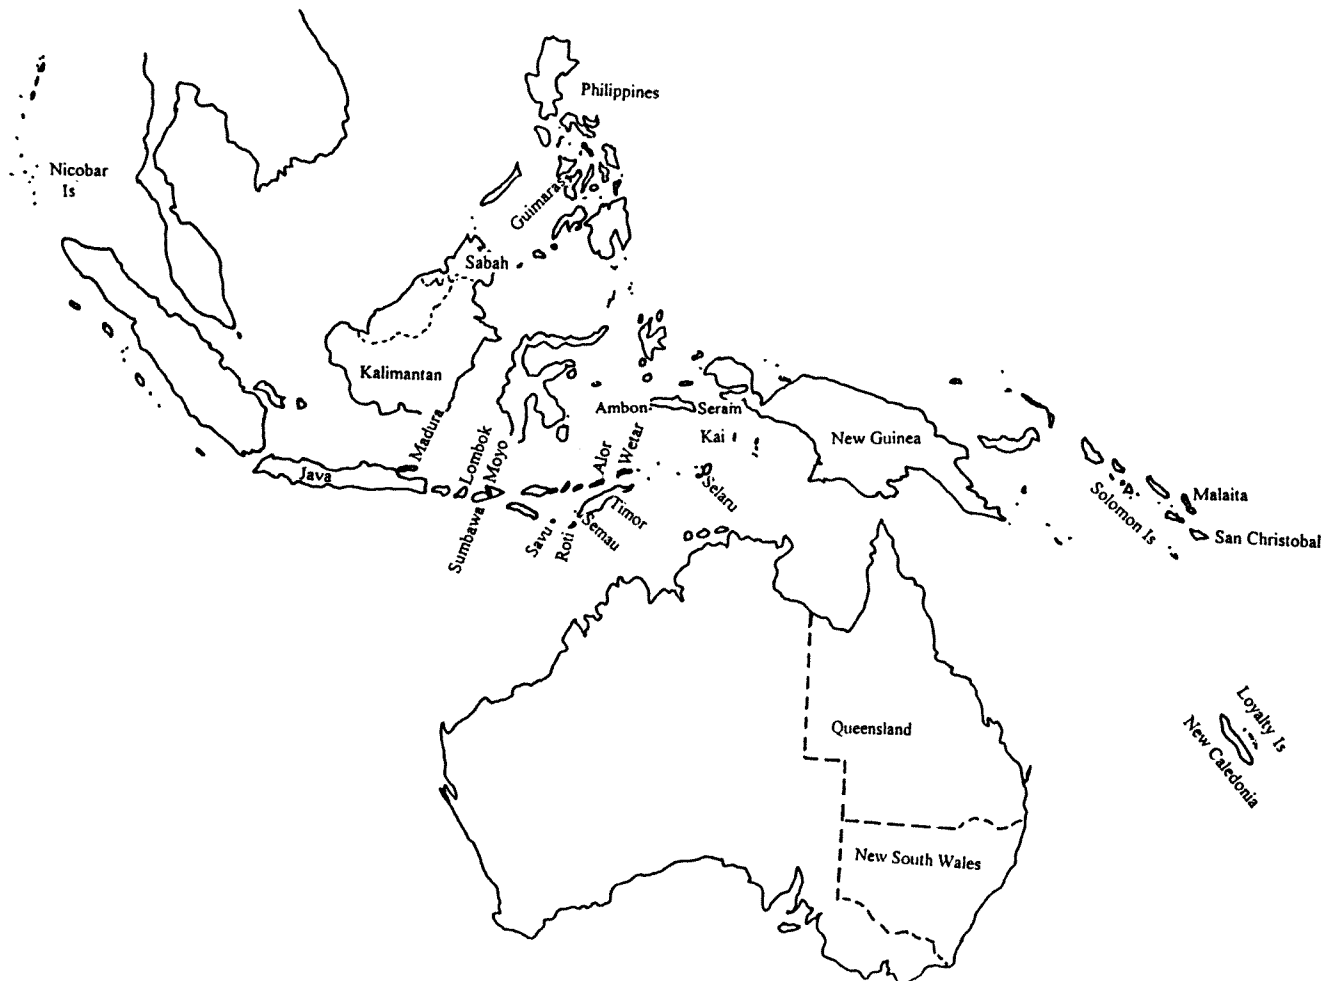 Philippines
Nicobar
Is
Guimaras
Sabah
Kalimantan
Ambon
Seram
Kai
New Guinea
Madura
Lombok
Moyo
Alor
Wetar
Java
Selaru
Sumbawa
Savu
Roti
Semau
Timor
Solomon Is
Malaita
San Christobal
Queensland
Loyalty Is
New Caledonia
New South Wales